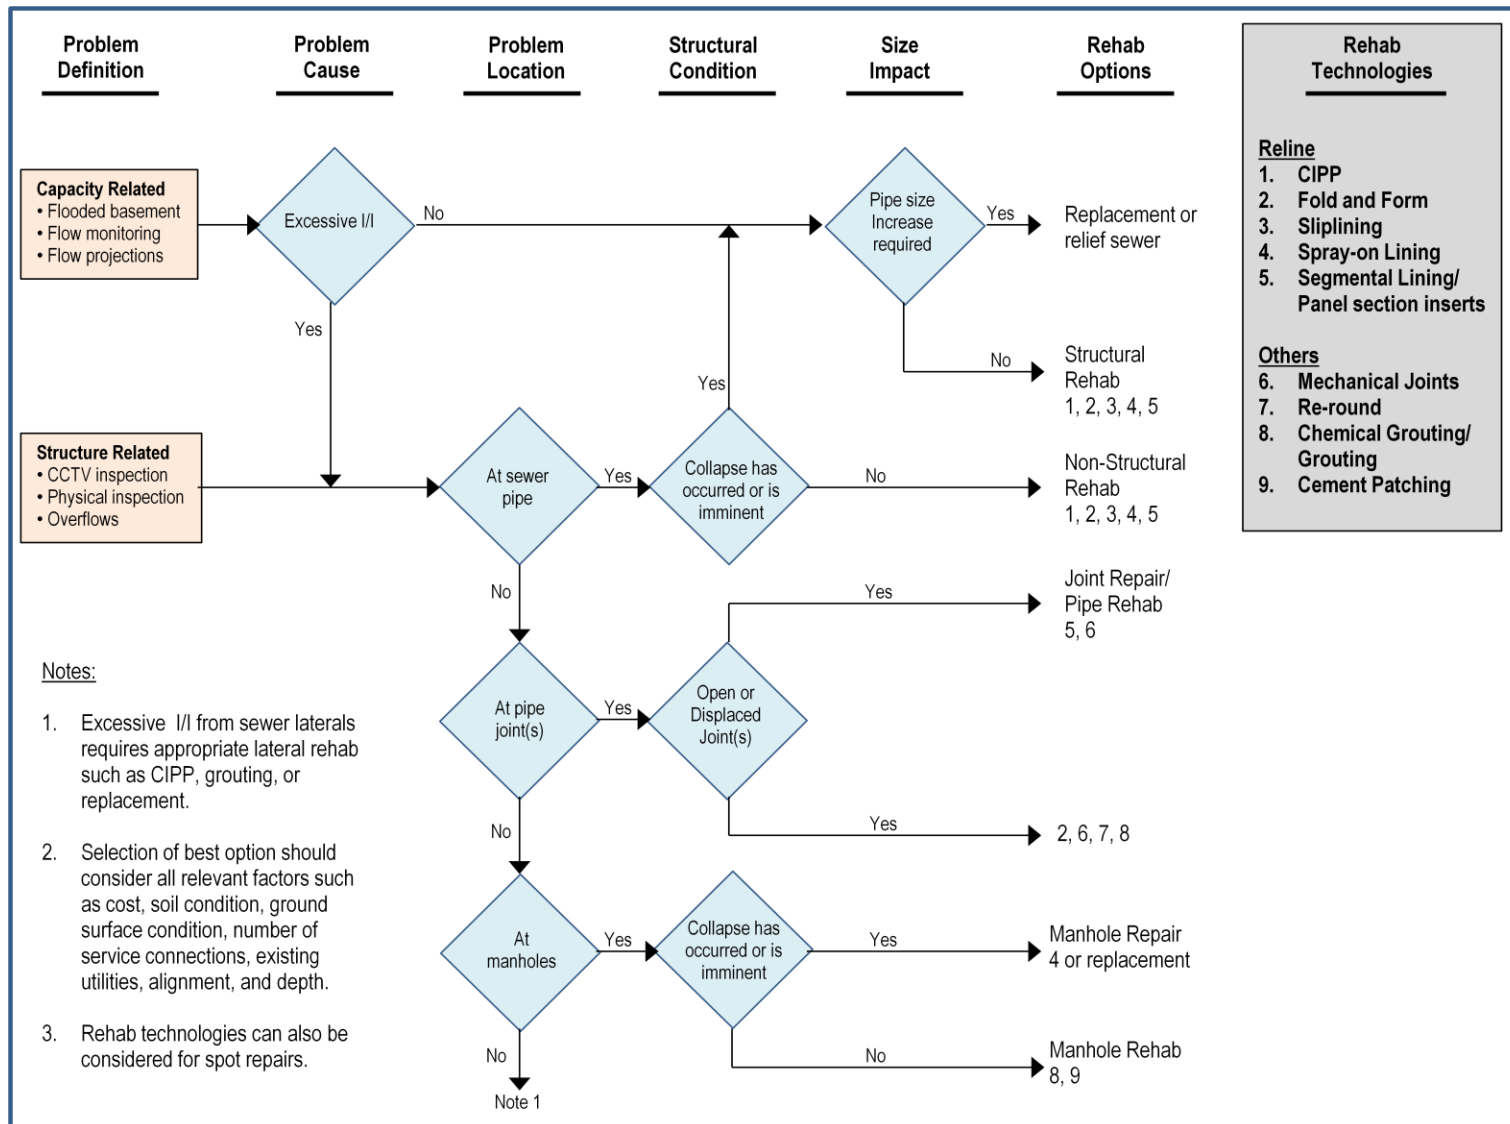 Problem
Definition
Problem
Cause
Problem
Location
Structural
Condition
Size
Impact
Rehab
Options
Rehab
Technologies
Capacity Related
• Flooded basement
• Flow monitoring
• Flow projections
Excessive I/I
No
Yes
Pipe size
Increase
required
Yes
Replacement or
relief sewer
No
Structural
Rehab
1, 2, 3, 4, 5
Structure Related
• CCTV inspection
• Physical inspection
• Overflows
At sewer
pipe
Yes
Collapse has
occurred or is
imminent
Yes
No
Non-Structural
Rehab
1, 2, 3, 4, 5
No
At pipe
joint(s)
Yes
Open or
Displaced
Joint(s)
Yes
Joint Repair/
Pipe Rehab
5, 6
Yes
2, 6, 7, 8
No
At
manholes
Yes
Collapse has
occurred or is
imminent
Yes
Manhole Repair
4 or replacement
No
Manhole Rehab
8, 9
No
Note 1
Reline
1. CIPP
2. Fold and Form
3. Sliplining
4. Spray-on Lining
5. Segmental Lining/
Panel section inserts
Others
6. Mechanical Joints
7. Re-round
8. Chemical Grouting/
Grouting
9. Cement Patching
Notes:
1. Excessive I/I from sewer laterals
requires appropriate lateral rehab
such as CIPP, grouting, or
replacement.
2. Selection of best option should
consider all relevant factors such
as cost, soil condition, ground
surface condition, number of
service connections, existing
utilities, alignment, and depth.
3. Rehab technologies can also be
considered for spot repairs.